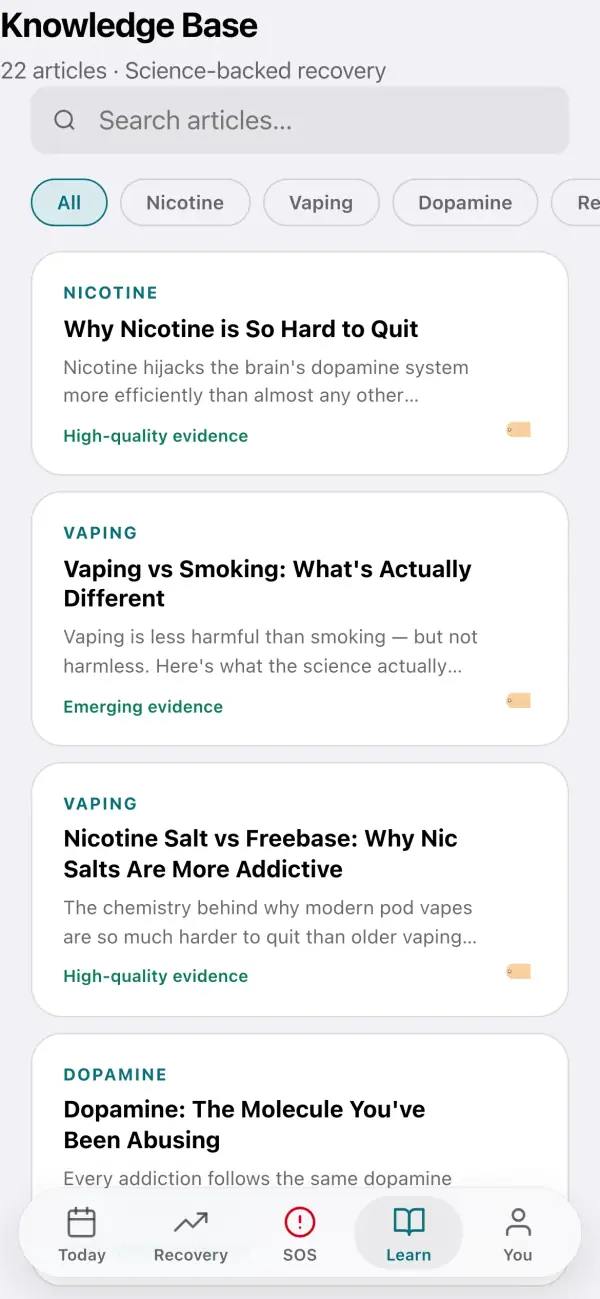 Knowledge Base
22 articles · Science-backed recovery
Search articles...
All
Nicotine
Vaping
Dopamine
Re
NICOTINE
Why Nicotine is So Hard to Quit
Nicotine hijacks the brain's dopamine system
more efficiently than almost any other...
High-quality evidence
VAPING
Vaping vs Smoking: What's Actually
Different
Vaping is less harmful than smoking — but not
harmless. Here's what the science actually...
Emerging evidence
VAPING
Nicotine Salt vs Freebase: Why Nic
Salts Are More Addictive
The chemistry behind why modern pod vapes
are so much harder to quit than older vaping...
High-quality evidence
DOPAMINE
Dopamine: The Molecule You've
Been Abusing
Every addiction follows the same dopamine
Today
Recovery
SOS
Learn
You